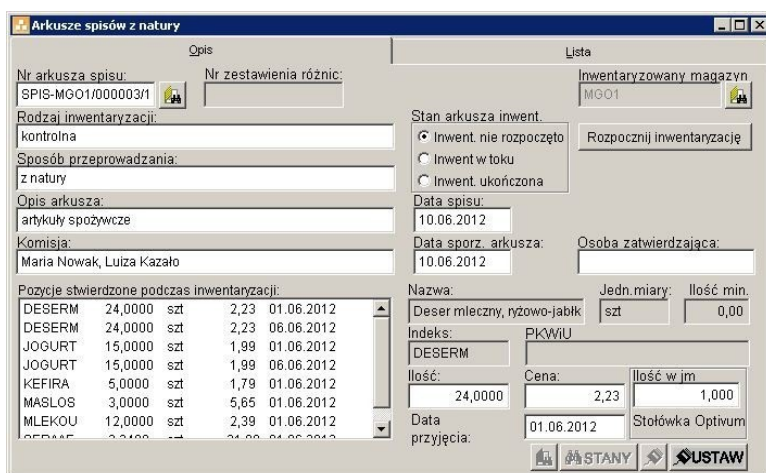 Arkusze spisów z natury
Opis
Lista
Nr arkusza spisu:
Nr zestawienia różnic:
Inwentaryzowany magazyn
SPIS-MGO1/000003/1
MGO1
Rodzaj inwentaryzacji:
kontrolna
Stan arkusza inwent.
Inwent. nie rozpoczęto
Inwent w toku
Inwent. ukończona
Rozpocznij inwentaryzację
Sposób przeprowadzania:
z natury
Opis arkusza:
artykuły spożywcze
Data spisu:
10.06.2012
Komisja:
Maria Nowak, Luiza Kazało
Data sporz. arkusza:
10.06.2012
Osoba zatwierdzająca:
Pozycje stwierdzone podczas inwentaryzacji:
DESERM 24,0000 szt 2,23 01.06.2012
DESERM 24,0000 szt 2,23 06.06.2012
JOGURT 15,0000 szt 1,99 01.06.2012
JOGURT 15,0000 szt 1,99 06.06.2012
KEFIRA 5,0000 szt 1,79 01.06.2012
MASLOS 3,0000 szt 5,65 01.06.2012
MLEKOU 12,0000 szt 2,39 01.06.2012
Nazwa:
Jedn.miary:
Ilość min.
Deser mleczny, ryżowo-jabłk
szt
0,00
Indeks:
PKWiU
DESERM
Ilość:
Cena:
Ilość w jm
24,0000
2,23
1,000
Data przyjęcia:
01.06.2012
Stołówka Optivum
STANY
USTAW